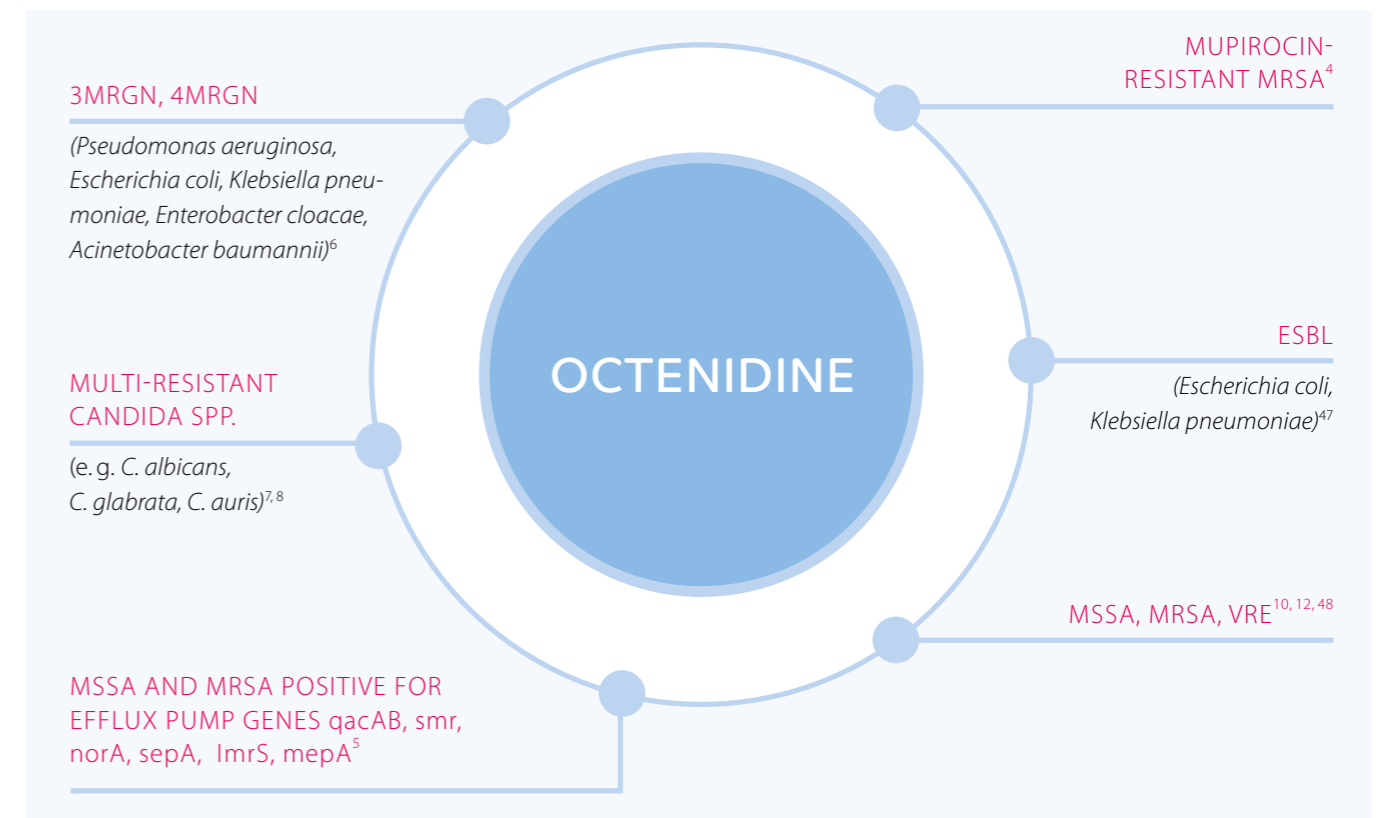 3MRGN, 4MRGN
(Pseudomonas aeruginosa,
Escherichia coli, Klebsiella pneu-
moniae, Enterobacter cloacae,
Acinetobacter baumannii)⁶
MULTI-RESISTANT
CANDIDA SPP.
(e. g. C. albicans,
C. glabrata, C. auris)⁷,⁸
MSSA AND MRSA POSITIVE FOR
EFFLUX PUMP GENES qacAB, smr,
norA, sepA, lmrS, mepA⁵
OCTENIDINE
MUPIROCIN-
RESISTANT MRSA⁴
ESBL
(Escherichia coli,
Klebsiella pneumoniae)⁴⁷
MSSA, MRSA, VRE¹⁰,¹²,⁴⁸